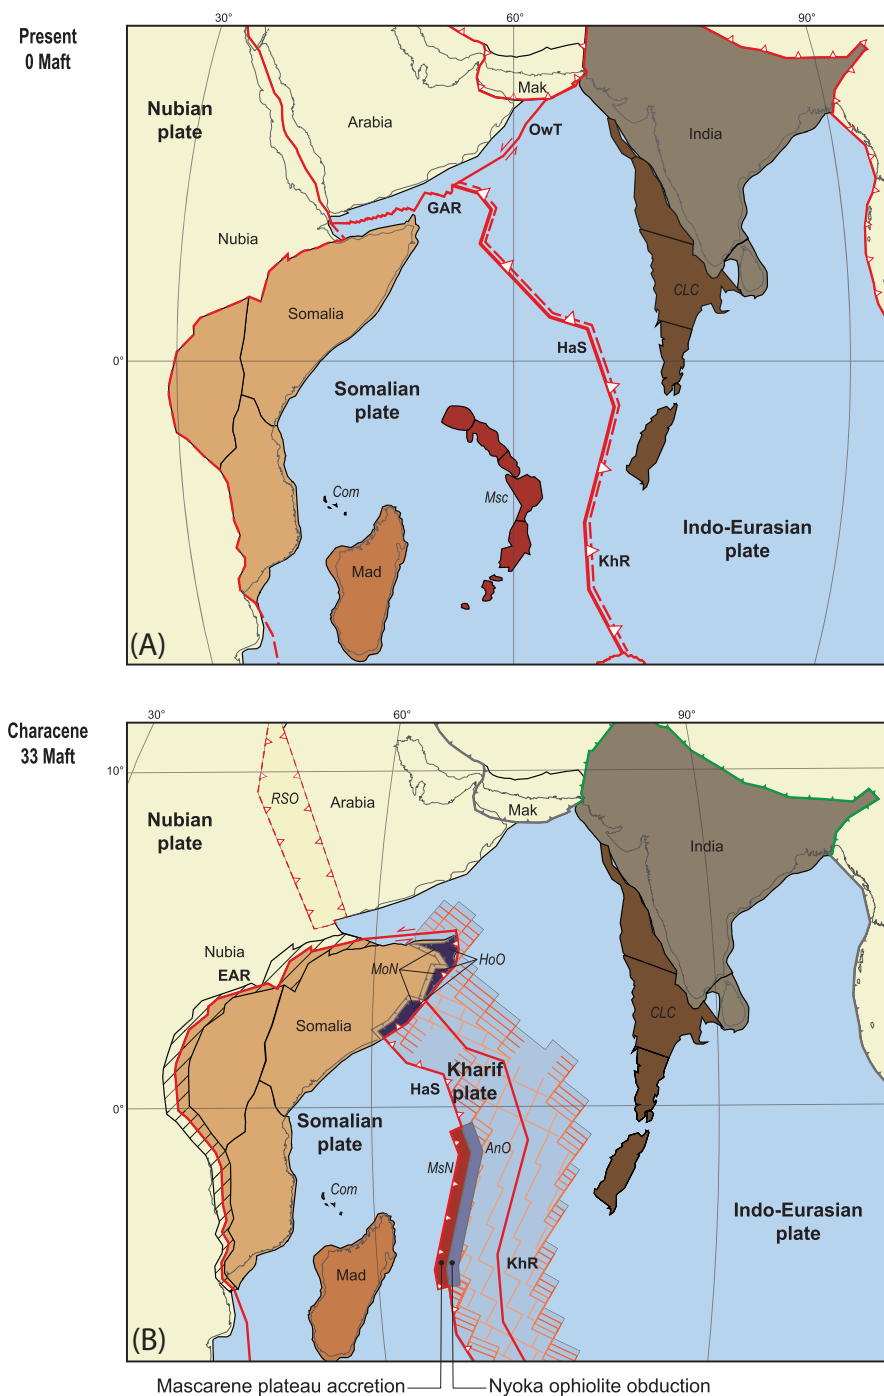 30°
60°
90°
Present
0 Maft
Mak
Nubian
plate
Arabia
OwT
India
GAR
Nubia
CLC
Somalia
HaS
0°
Somalian
plate
Com
Msc
Indo-Eurasian
plate
KhR
Mad
(A)
30°
60°
90°
Characene
33 Maft
10°
RSO
Arabia
Mak
Nubian
plate
India
Nubia
EAR
MoN
HoO
Somalia
CLC
Kharif
plate
HaS
0°
Somalian
plate
AnO
MsN
Com
Indo-Eurasian
plate
KhR
Mad
(B)
Mascarene plateau accretion
Nyoka ophiolite obduction